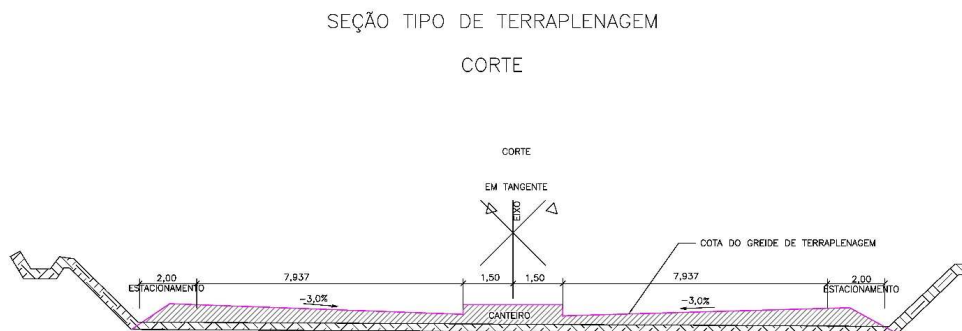 SEÇÃO TIPO DE TERRAPLENAGEM
CORTE
CORTE
EM TANGENTE
EIXO
COTA DO GREIDE DE TERRAPLENAGEM
2,00
7,937
1,50
1,50
7,937
2,00
ESTACIONAMENTO
ESTACIONAMENTO
-3,0%
-3,0%
CANTEIRO